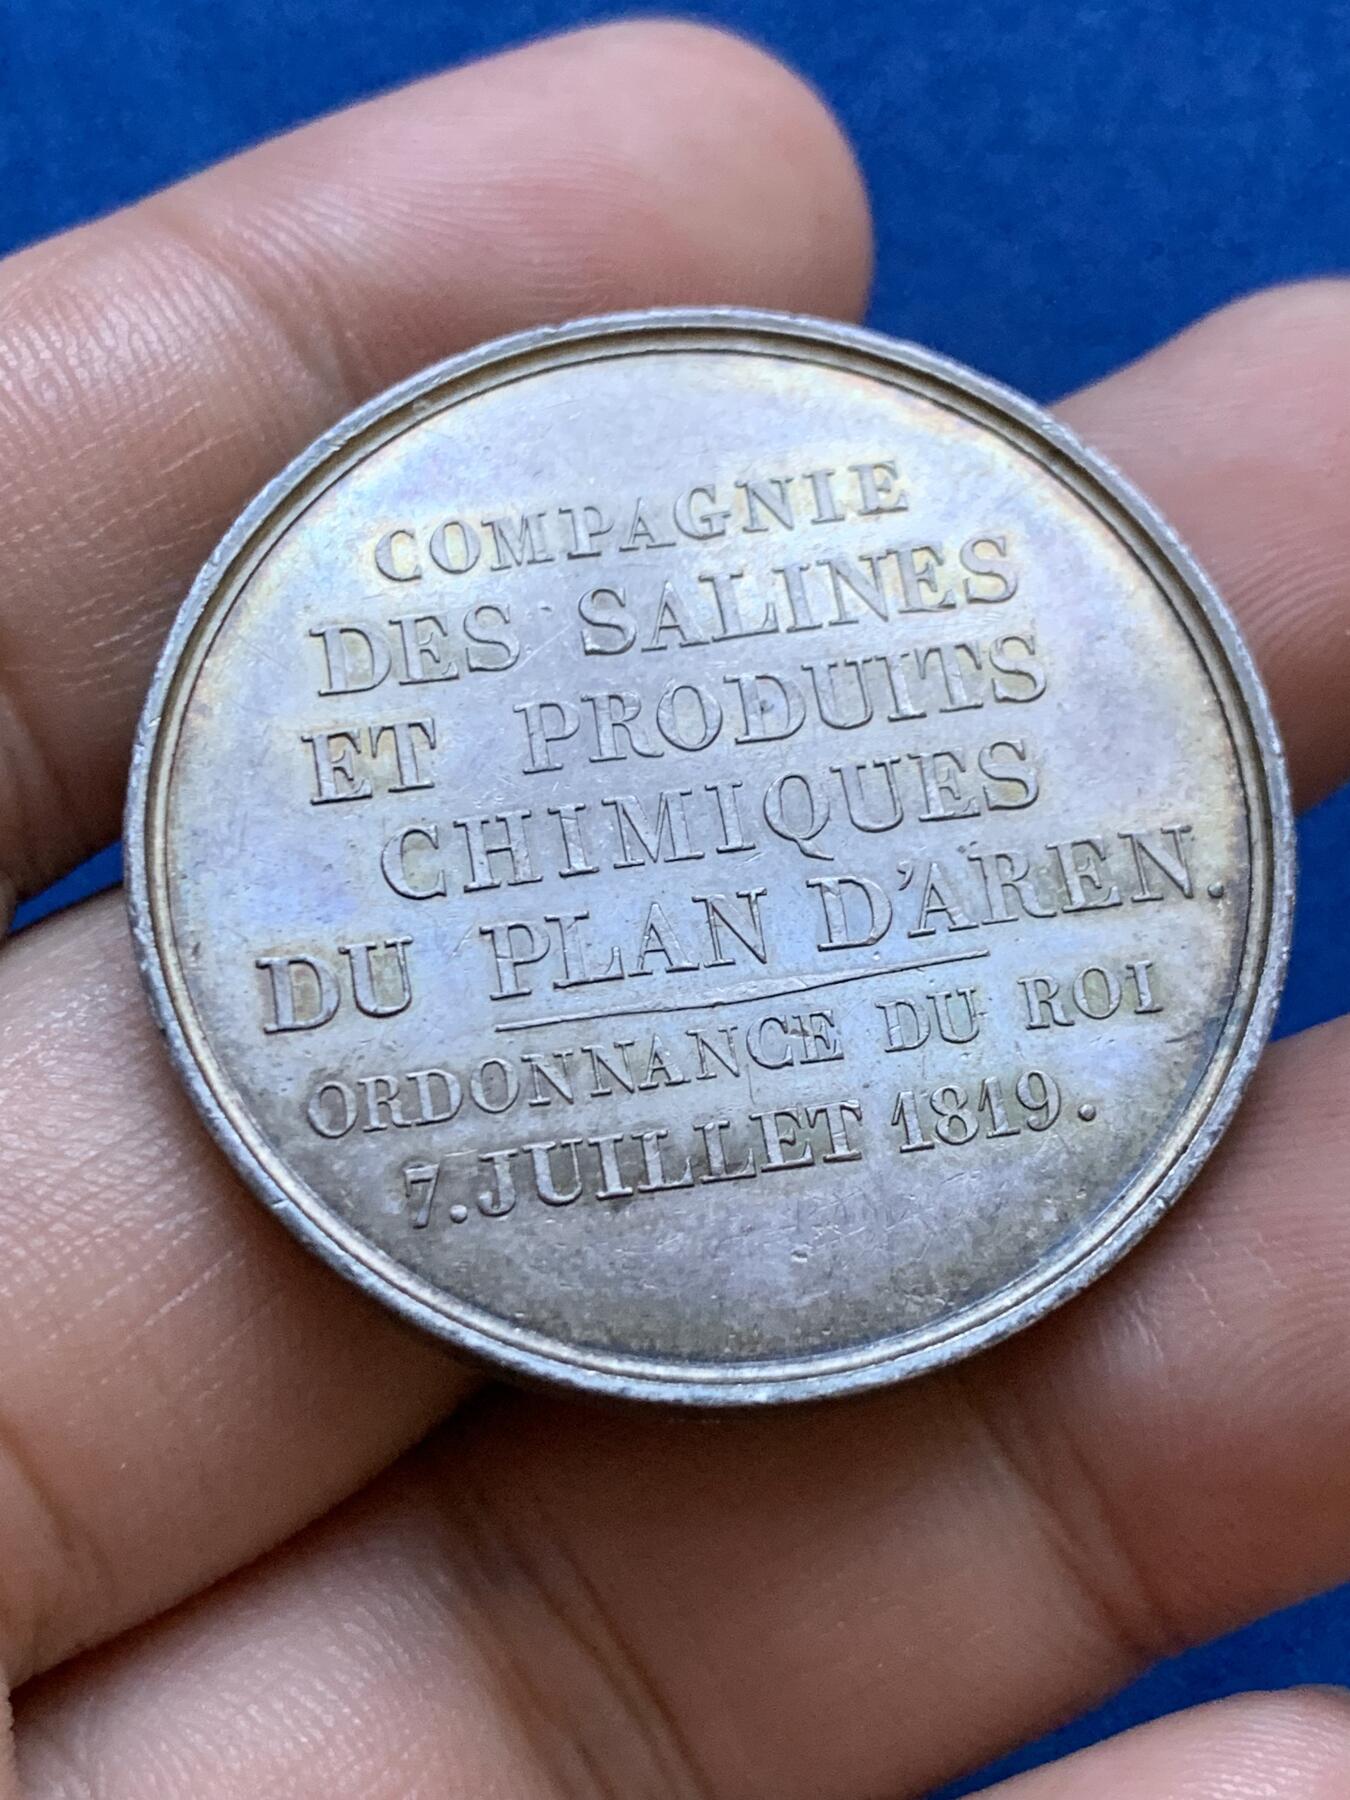 COMPAGNIE
DES SALINES
ET PRODUITS
CHIMIQUES
DU PLAN D'AREN.
ORDONNANCE DU ROI
7. JUILLET 1819.